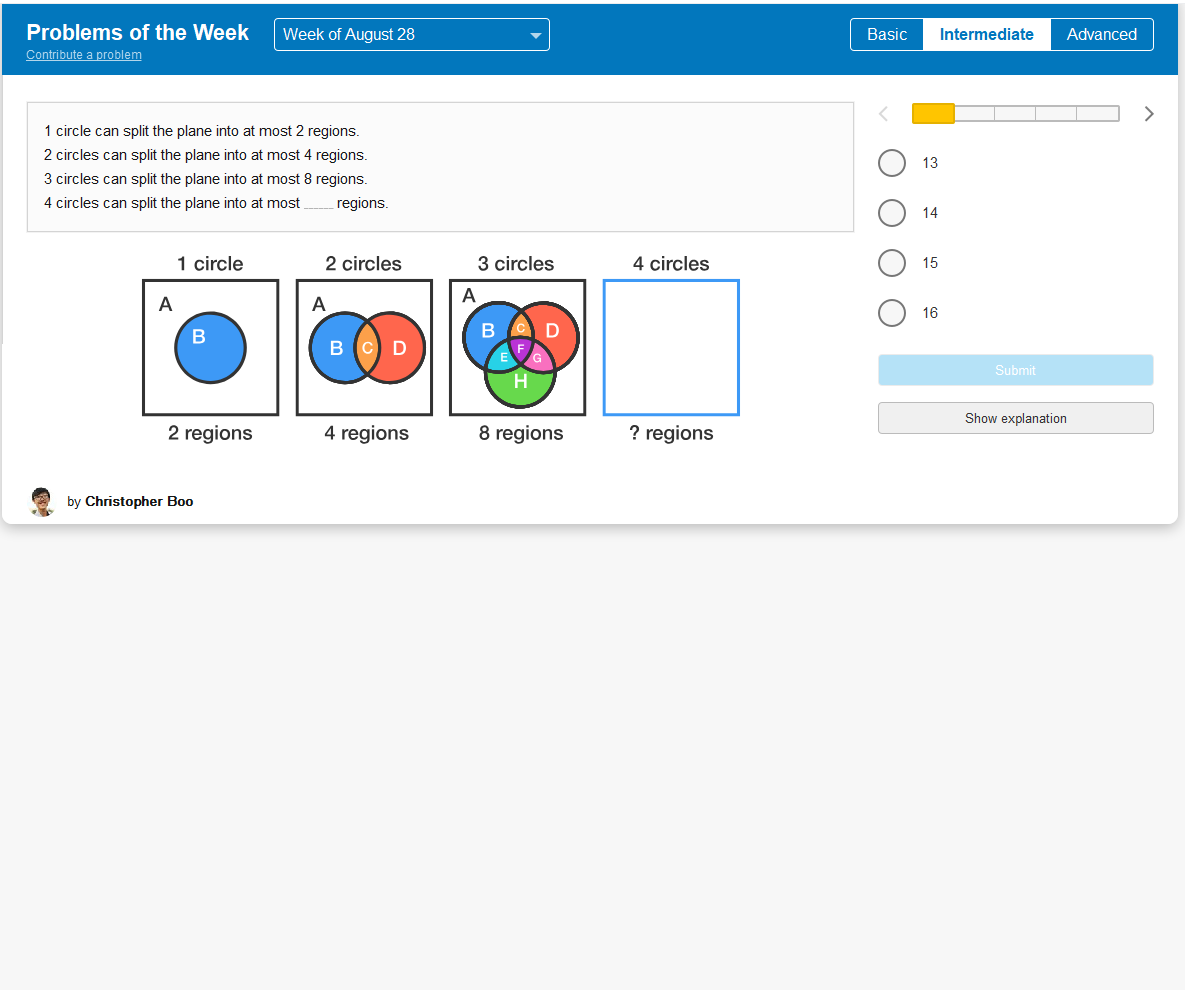 Problems of the Week
Contribute a problem
Week of August 28
Basic
Intermediate
Advanced
1 circle can split the plane into at most 2 regions.
2 circles can split the plane into at most 4 regions.
3 circles can split the plane into at most 8 regions.
4 circles can split the plane into at most ____ regions.
1 circle
2 circles
3 circles
4 circles
A
B
A
B
C
D
A
B
C
D
E
F
G
H
2 regions
4 regions
8 regions
? regions
by Christopher Boo
13
14
15
16
Submit
Show explanation